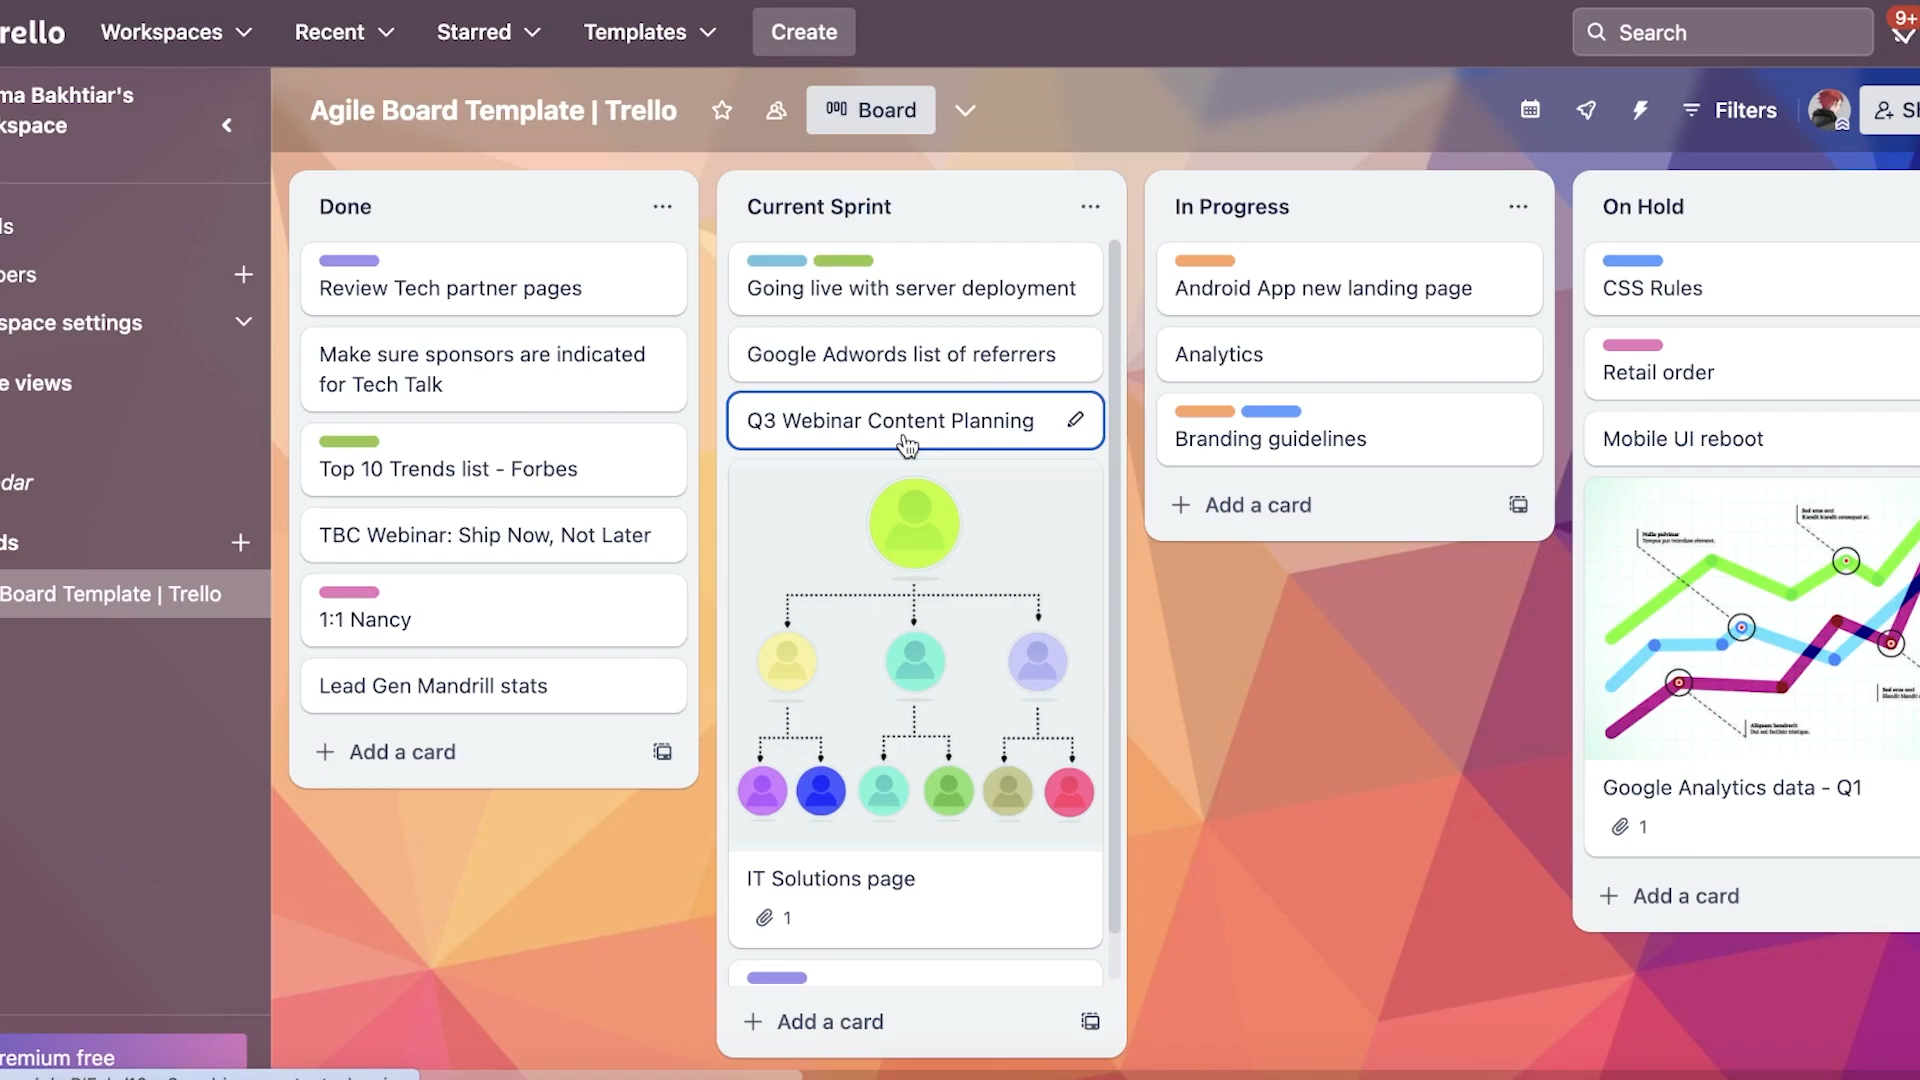 rello Workspaces Recent Starred Templates Create Search 9+
ma Bakhtiar's
kspace
Agile Board Template | Trello Board Filters Sh
ls
bers
space settings
e views
dar
ds
Board Template | Trello
remium free
Done
Review Tech partner pages
Make sure sponsors are indicated
for Tech Talk
Top 10 Trends list - Forbes
TBC Webinar: Ship Now, Not Later
1:1 Nancy
Lead Gen Mandrill stats
+ Add a card
Current Sprint
Going live with server deployment
Google Adwords list of referrers
Q3 Webinar Content Planning
IT Solutions page
1
+ Add a card
In Progress
Android App new landing page
Analytics
Branding guidelines
+ Add a card
On Hold
CSS Rules
Retail order
Mobile UI reboot
Google Analytics data - Q1
1
+ Add a card